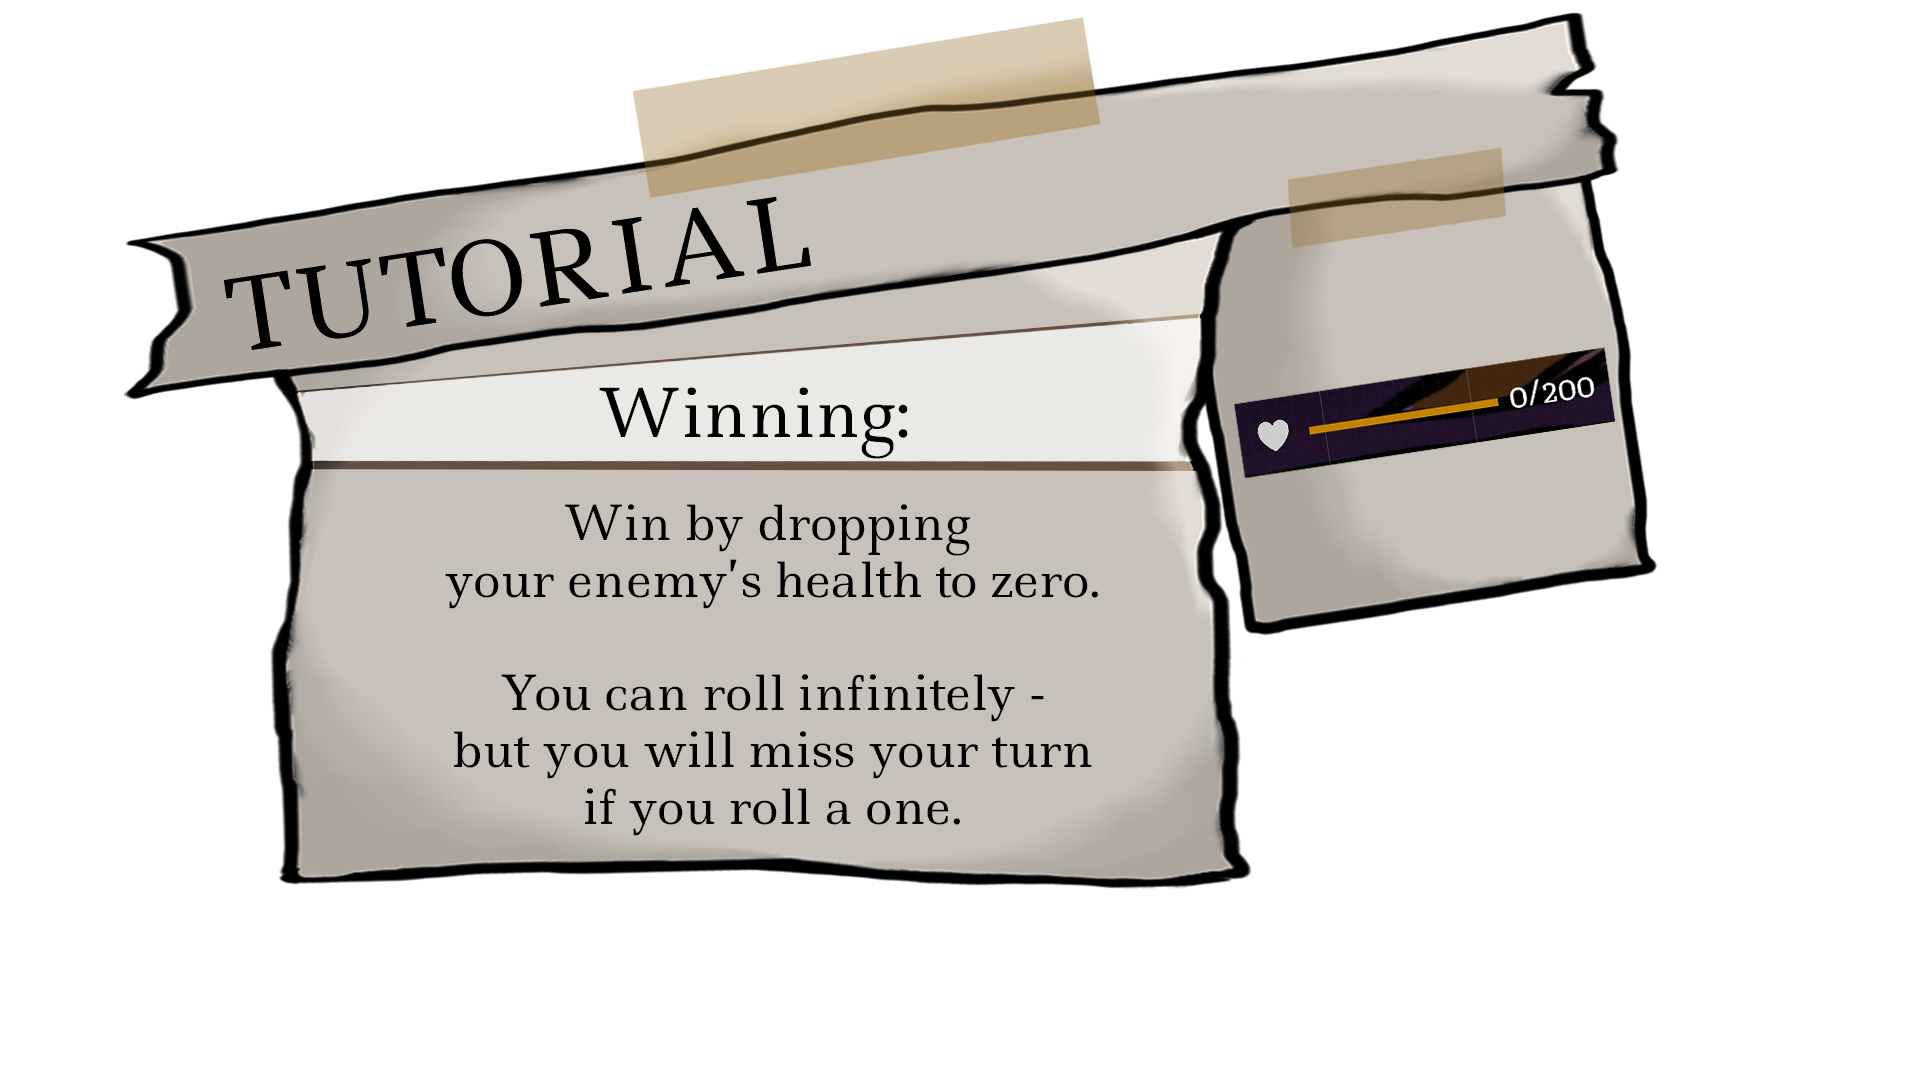 TUTORIAL
Winning:
Win by dropping
your enemy's health to zero.
You can roll infinitely -
but you will miss your turn
if you roll a one.
0/200